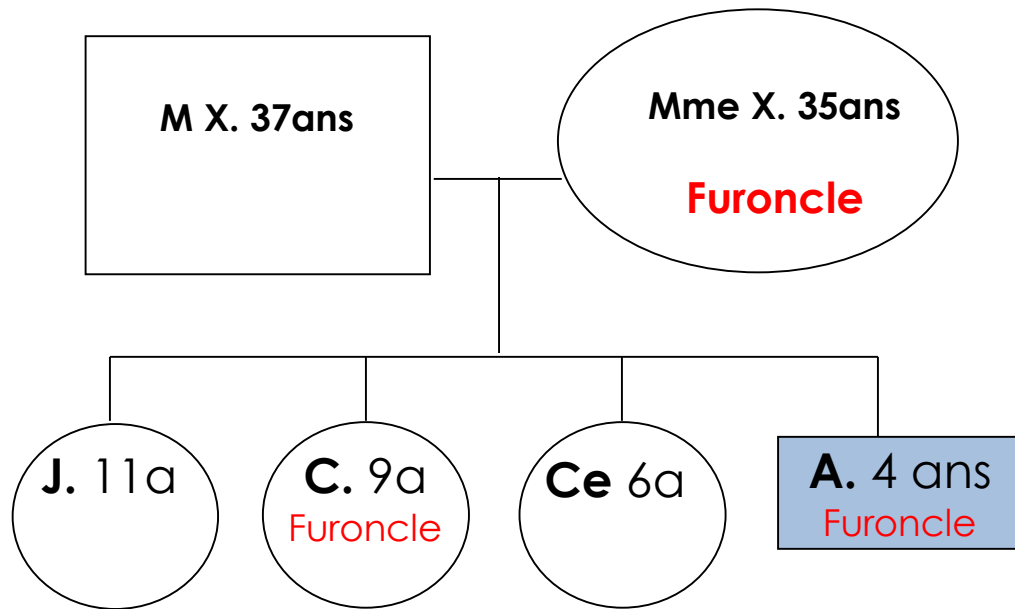 M X. 37ans
Mme X. 35ans
Furoncle
J. 11a
C. 9a
Furoncle
Ce 6a
A. 4 ans
Furoncle